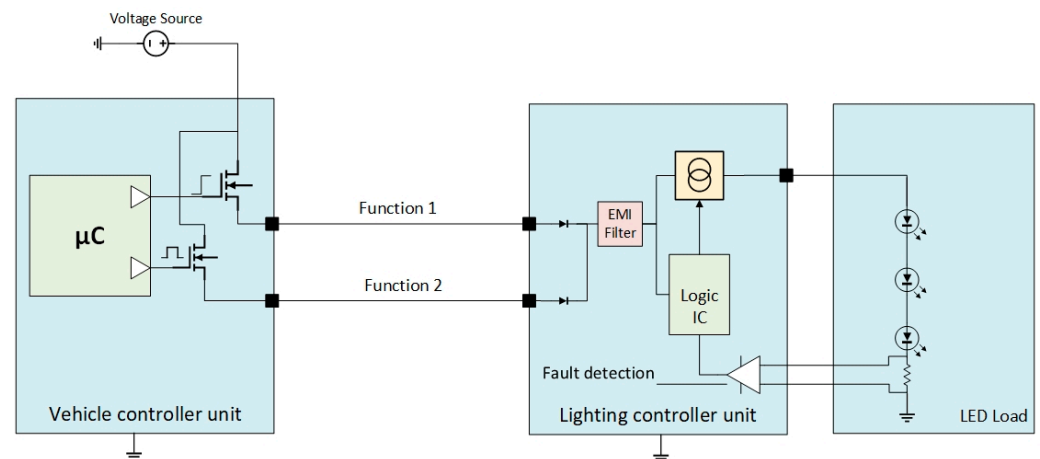 Voltage Source
µC
Function 1
Function 2
Vehicle controller unit
EMI
Filter
Logic
IC
Fault detection
Lighting controller unit
LED Load